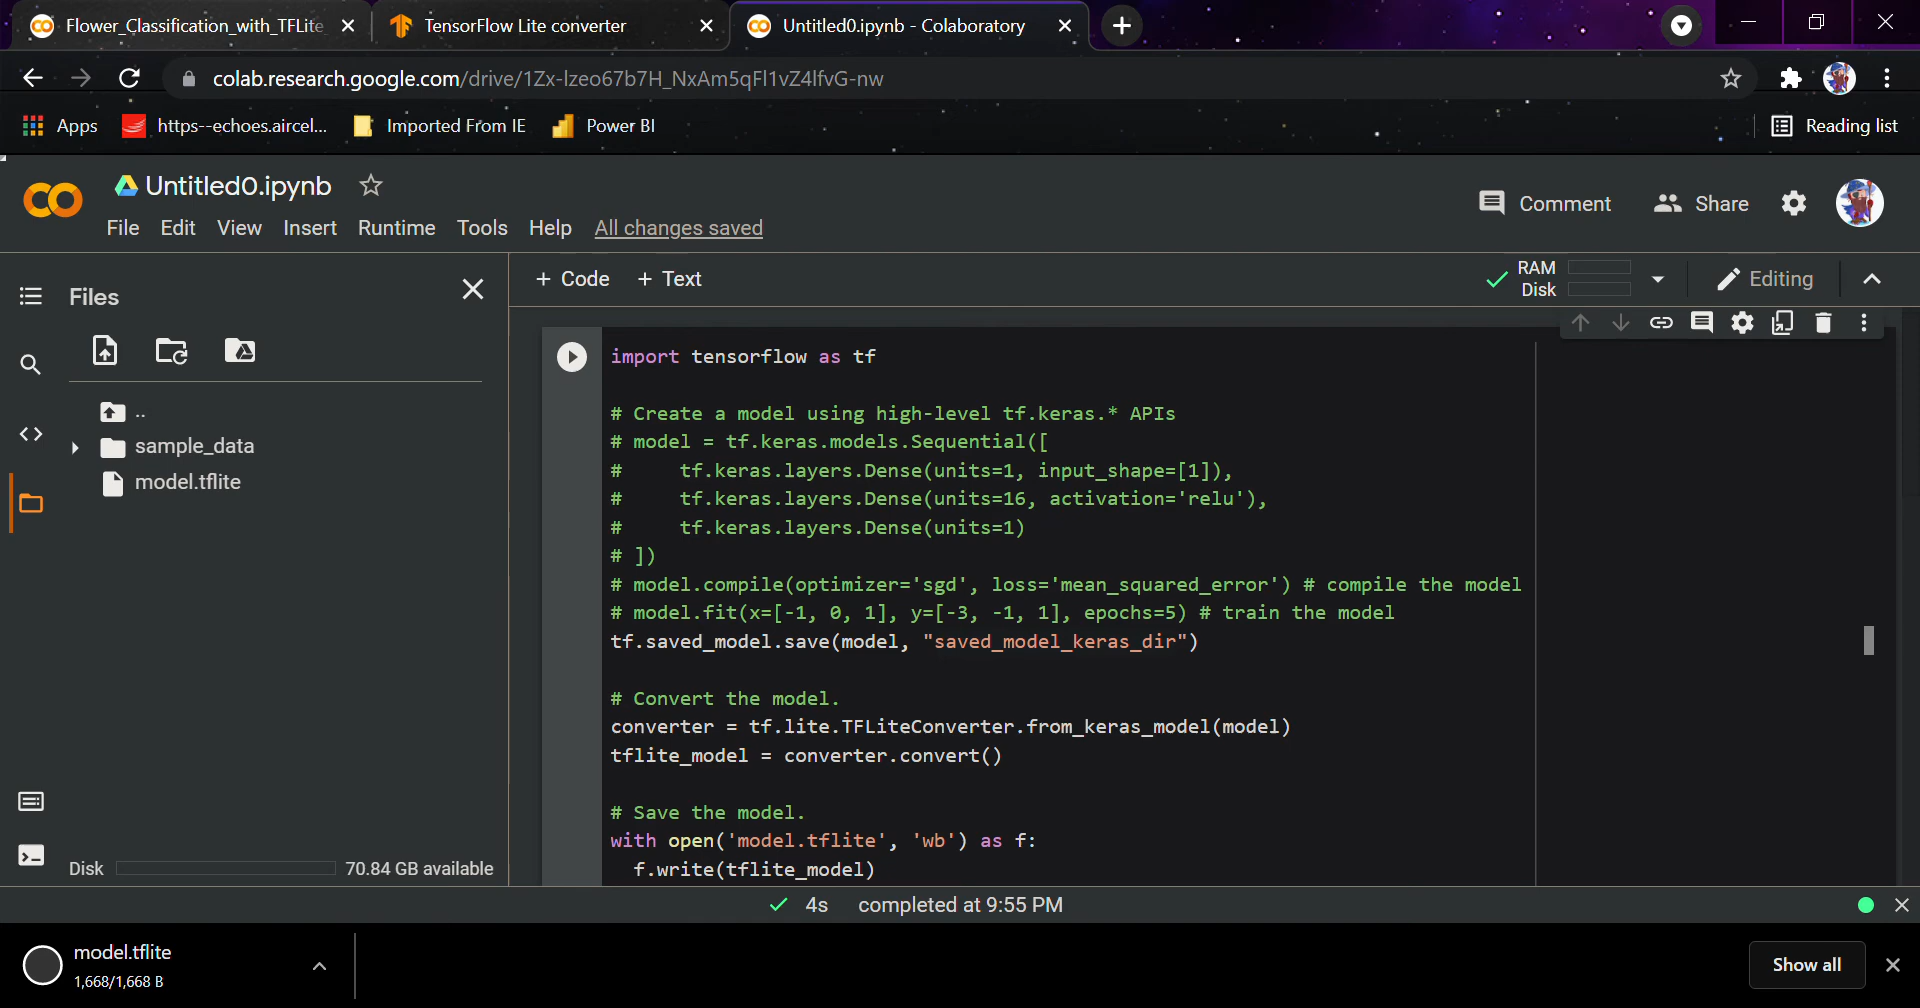 Flower_Classification_with_TFLite
TensorFlow Lite converter
Untitled0.ipynb - Colaboratory
colab.research.google.com/drive/1Zx-lzeo67b7H_NxAm5qFl1vZ4lfvG-nw
Apps
https--echoes.aircel...
Imported From IE
Power BI
Reading list
Untitled0.ipynb
Comment
Share
File Edit View Insert Runtime Tools Help All changes saved
Files
+ Code + Text
RAM
Disk
Editing
..
sample_data
model.tflite
Disk
70.84 GB available
import tensorflow as tf
# Create a model using high-level tf.keras.* APIs
# model = tf.keras.models.Sequential([
#     tf.keras.layers.Dense(units=1, input_shape=[1]),
#     tf.keras.layers.Dense(units=16, activation='relu'),
#     tf.keras.layers.Dense(units=1)
# ])
# model.compile(optimizer='sgd', loss='mean_squared_error') # compile the model
# model.fit(x=[-1, 0, 1], y=[-3, -1, 1], epochs=5) # train the model
tf.saved_model.save(model, "saved_model_keras_dir")
# Convert the model.
converter = tf.lite.TFLiteConverter.from_keras_model(model)
tflite_model = converter.convert()
# Save the model.
with open('model.tflite', 'wb') as f:
  f.write(tflite_model)
4s completed at 9:55 PM
model.tflite
1,668/1,668 B
Show all